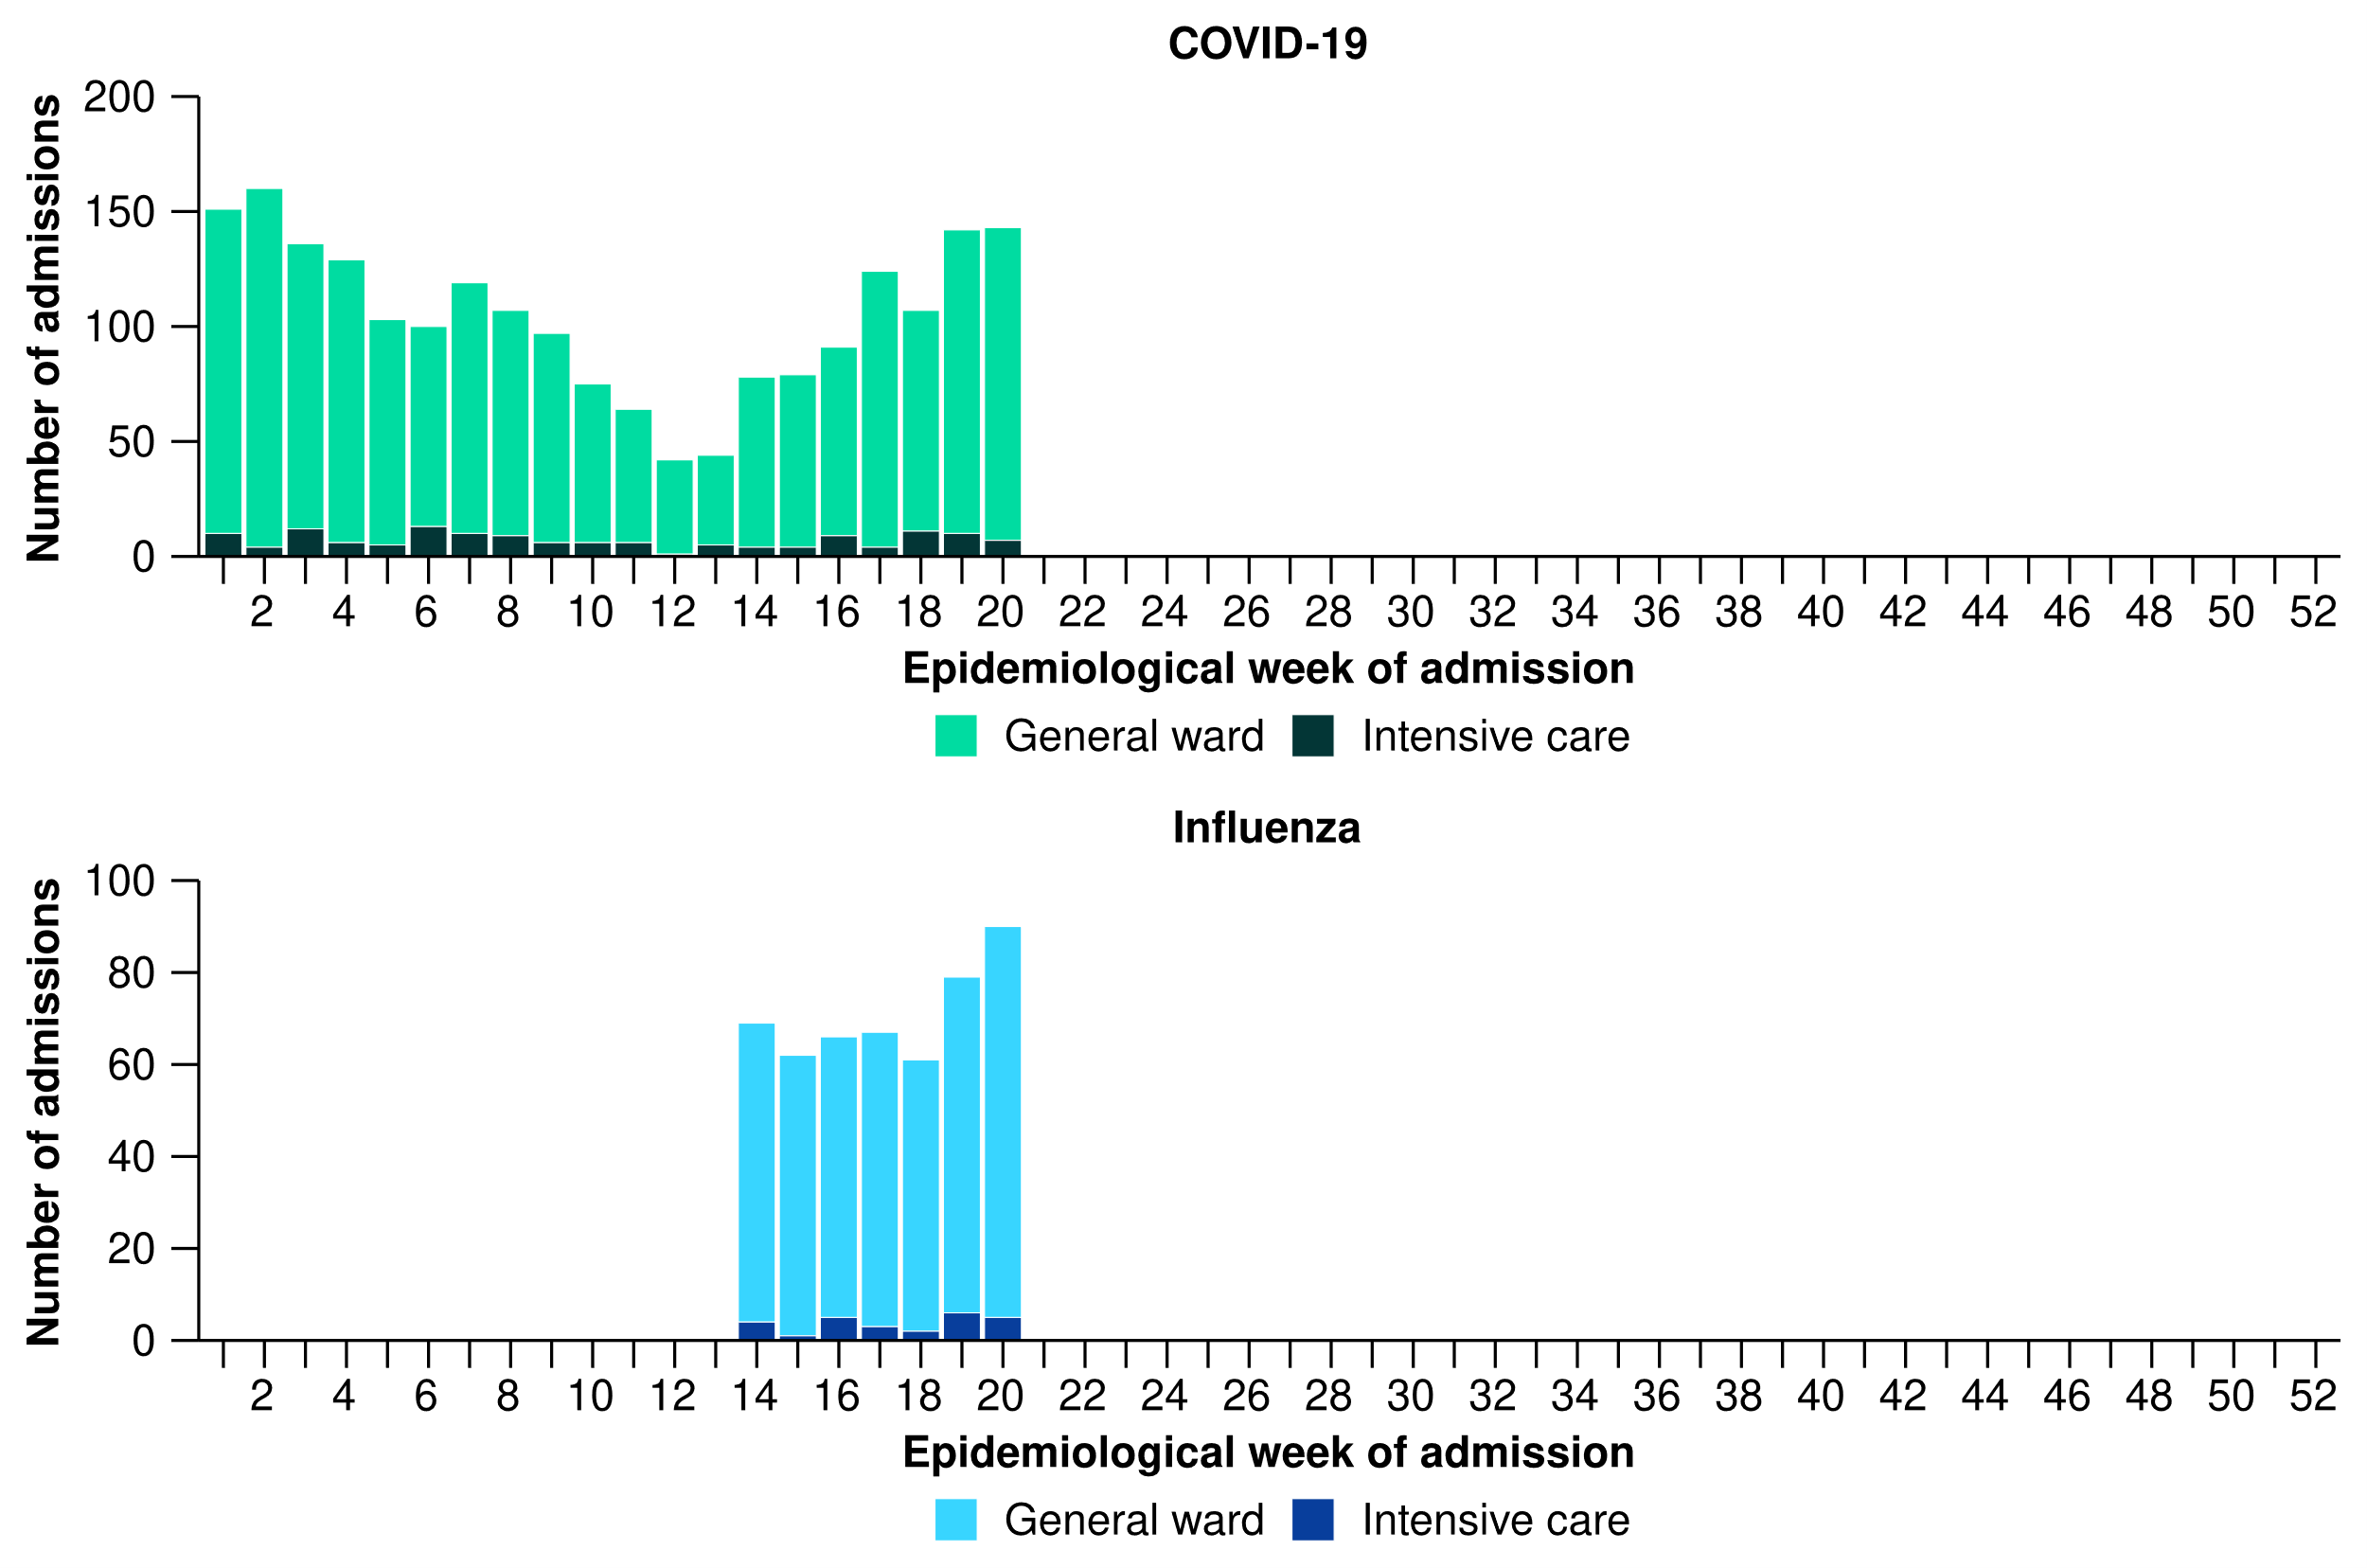 COVID-19
Number of admissions
200
150
100
50
0
2 4 6 8 10 12 14 16 18 20 22 24 26 28 30 32 34 36 38 40 42 44 46 48 50 52
Epidemiological week of admission
General ward Intensive care
Influenza
Number of admissions
100
80
60
40
20
0
2 4 6 8 10 12 14 16 18 20 22 24 26 28 30 32 34 36 38 40 42 44 46 48 50 52
Epidemiological week of admission
General ward Intensive care